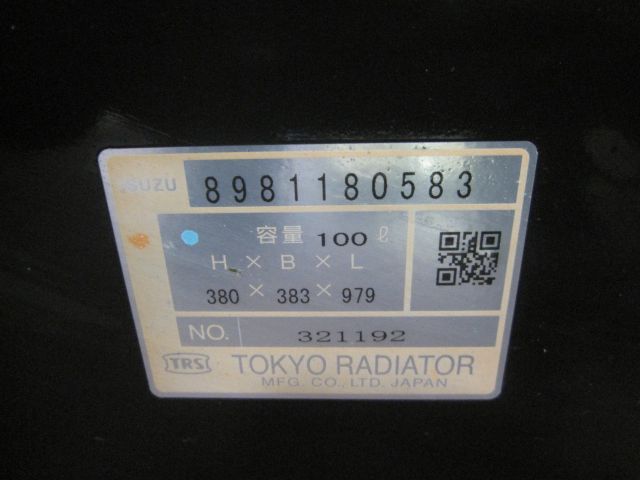 ISUZU 8981180583
容量 100 ℓ
H × B × L
380 × 383 × 979
NO. 321192
TRS TOKYO RADIATOR
MFG. CO., LTD. JAPAN